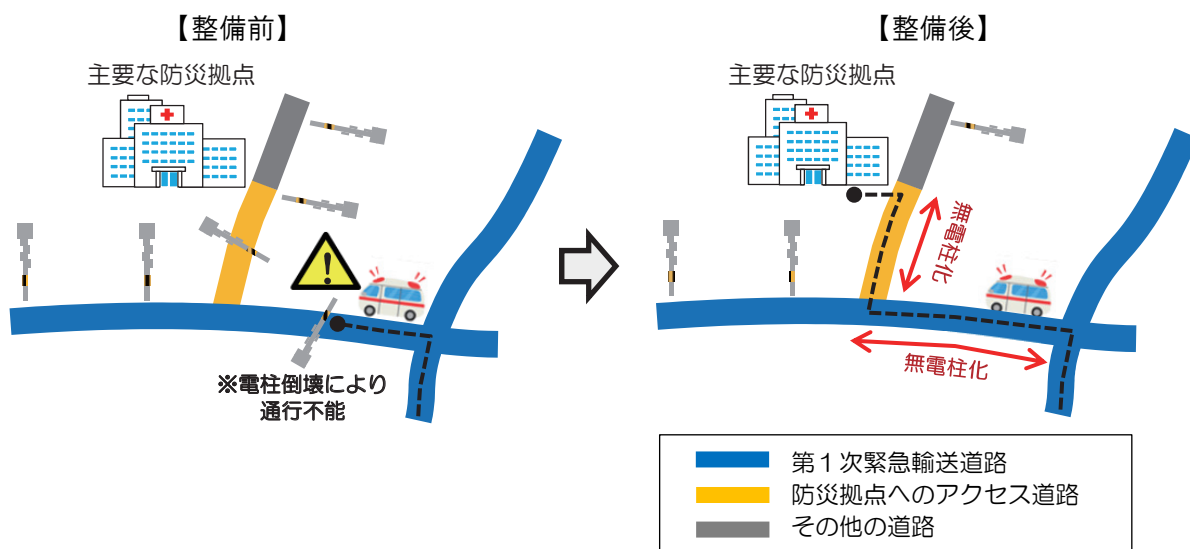 【整備前】
主要な防災拠点
※電柱倒壊により
通行不能
【整備後】
主要な防災拠点
無電柱化
無電柱化
第１次緊急輸送道路
防災拠点へのアクセス道路
その他の道路